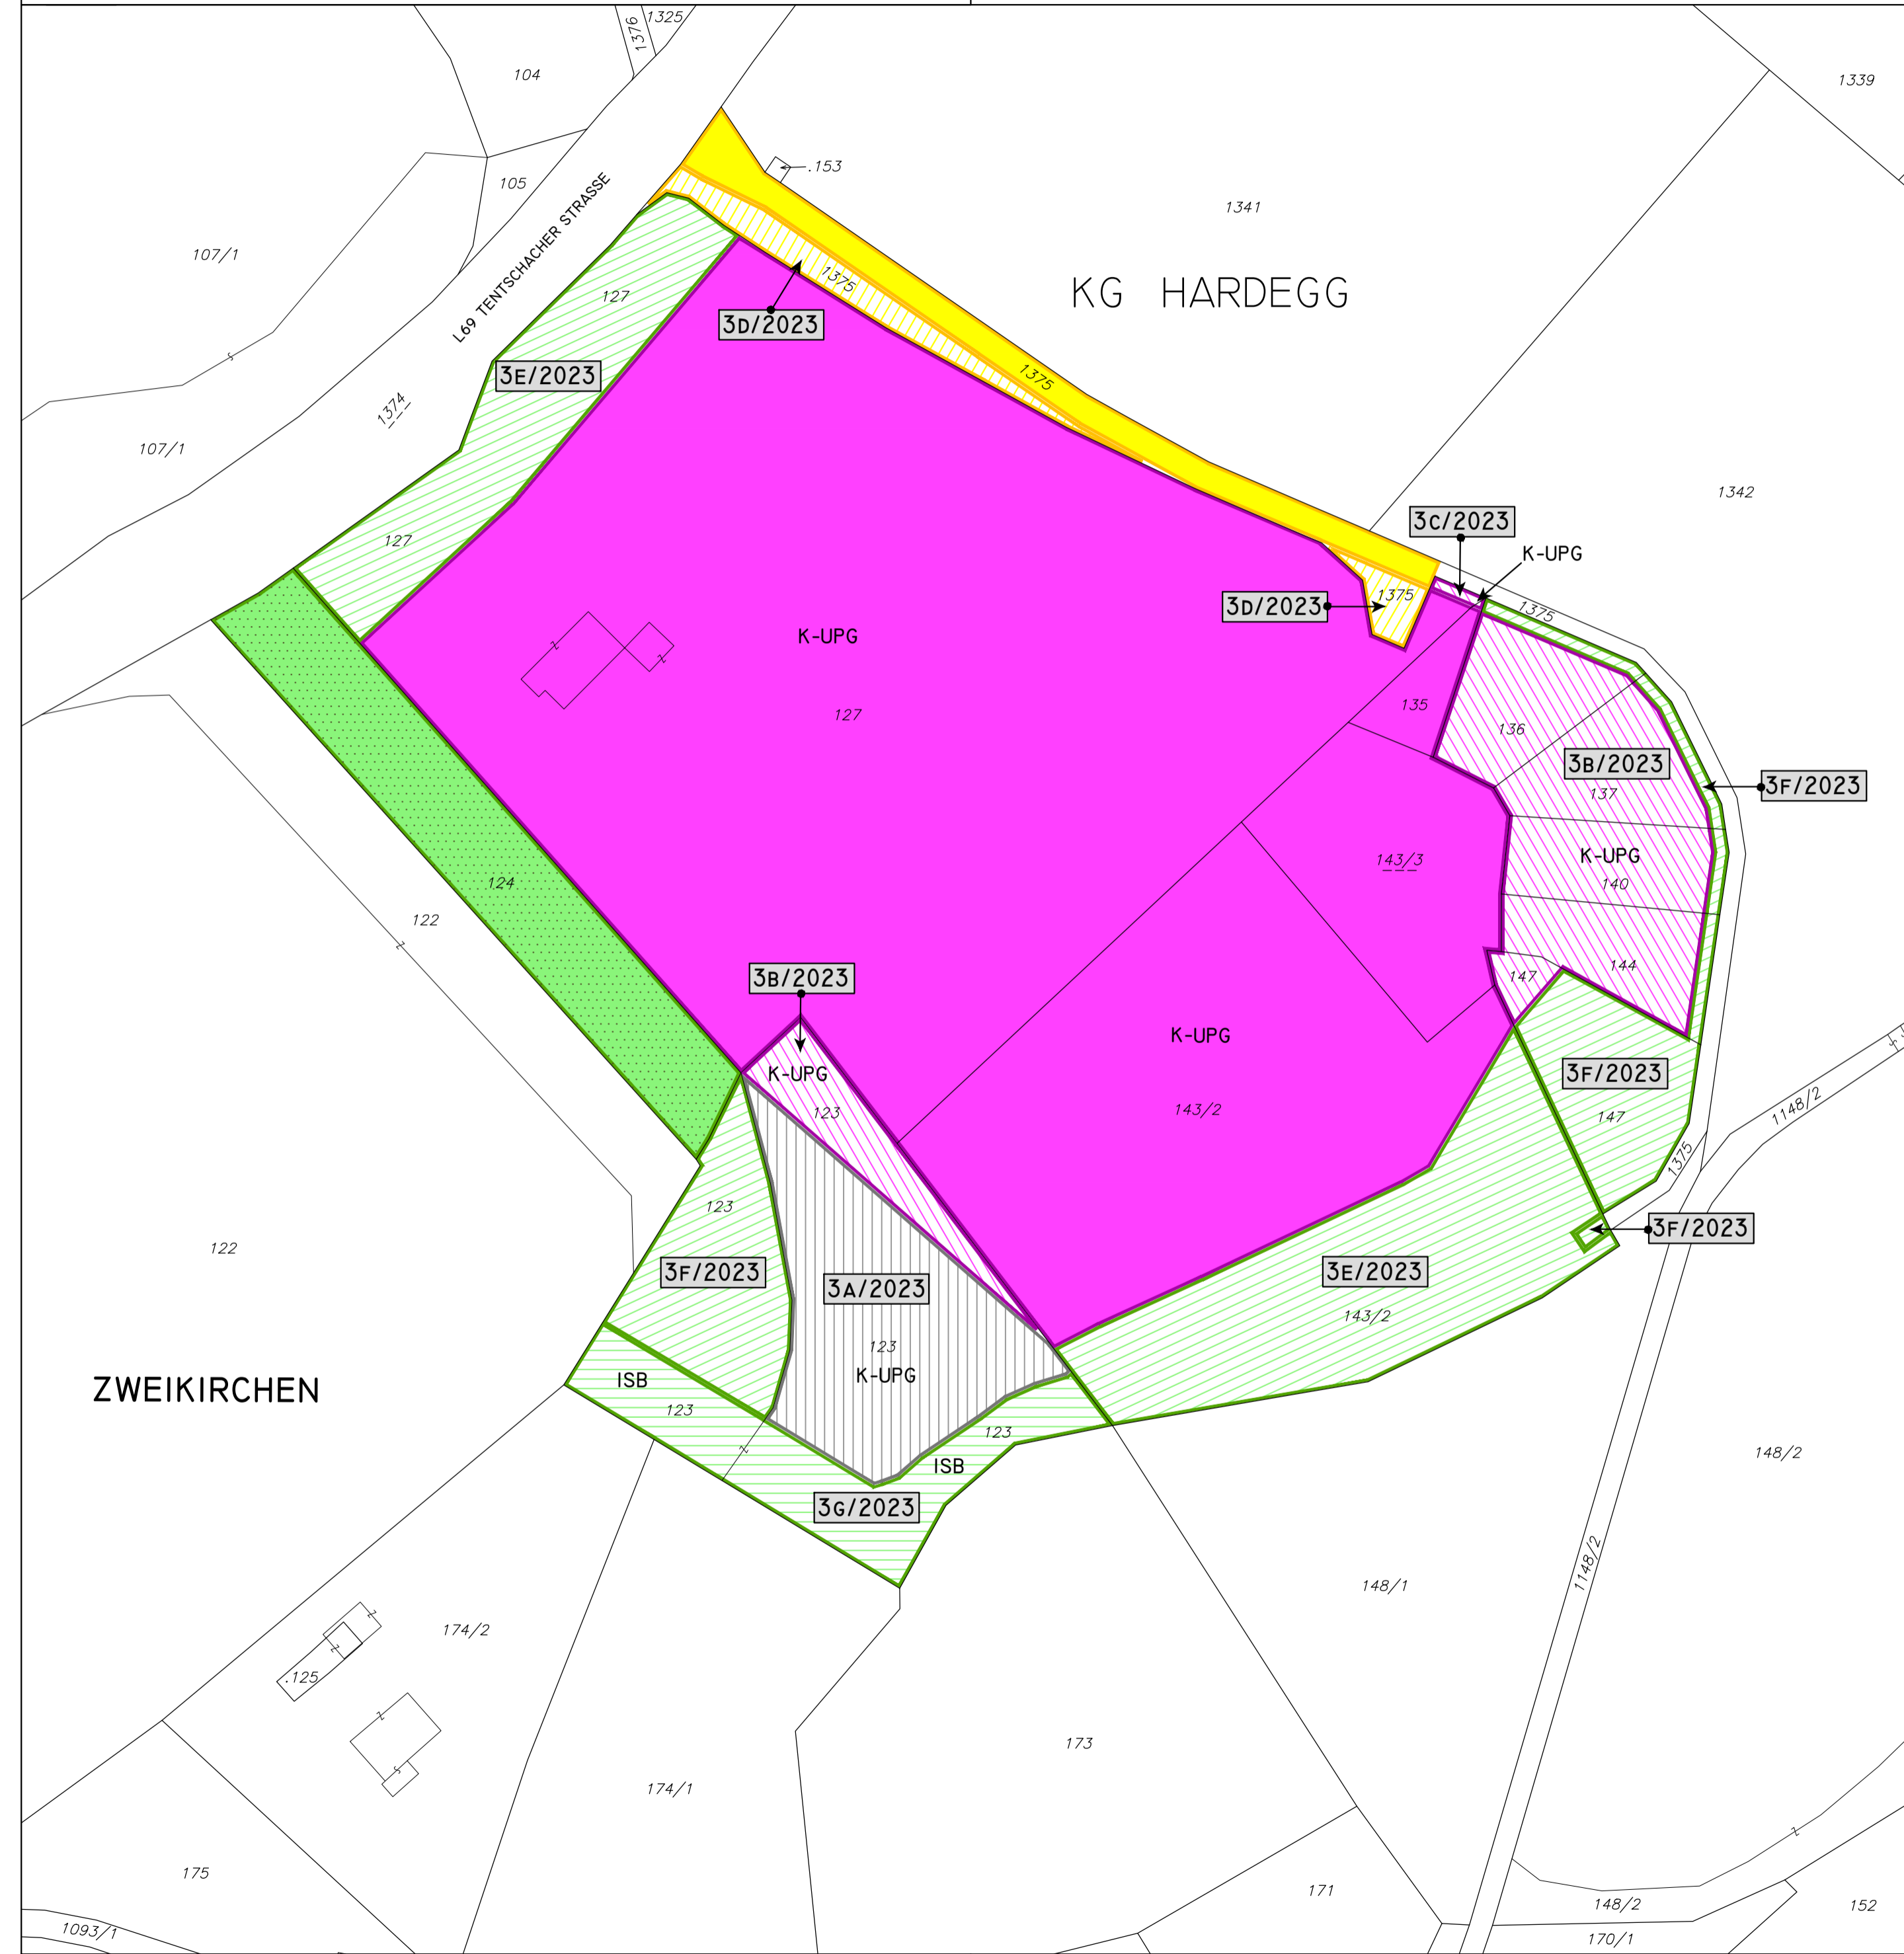 1325
1376
104
1339
.153
105
1341
107/1
L69 TENTSCHACHER STRASSE
1375
127
KG HARDEGG
3D/2023
3E/2023
1375
1374
107/1
1342
3C/2023
K-UPG
127
1375
3D/2023
1375
K-UPG
135
127
136
3B/2023
137
3F/2023
K-UPG
143/3
140
124
122
144
3B/2023
147
K-UPG
K-UPG
3F/2023
123
143/2
147
1148/2
1375
123
3F/2023
122
3F/2023
3E/2023
3A/2023
143/2
123
K-UPG
ISB
ZWEIKIRCHEN
123
123
148/2
ISB
3G/2023
1148/2
148/1
174/2
.125
173
174/1
175
171
148/2
152
1093/1
170/1